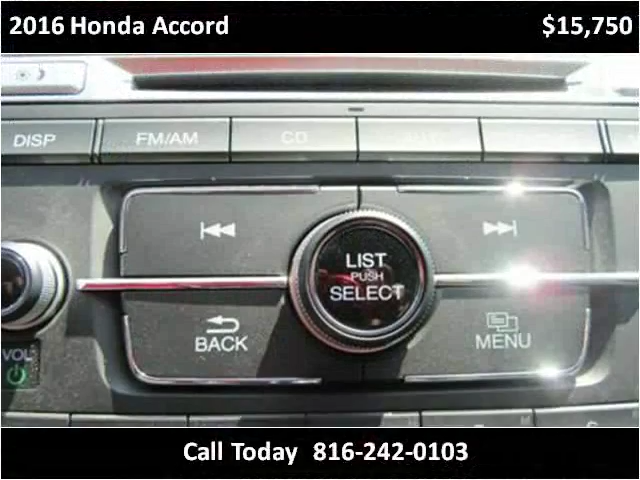 2016 Honda Accord $15,750
DISP FM/AM CD AUX
LIST
PUSH
SELECT
BACK
MENU
VOL
Call Today 816-242-0103